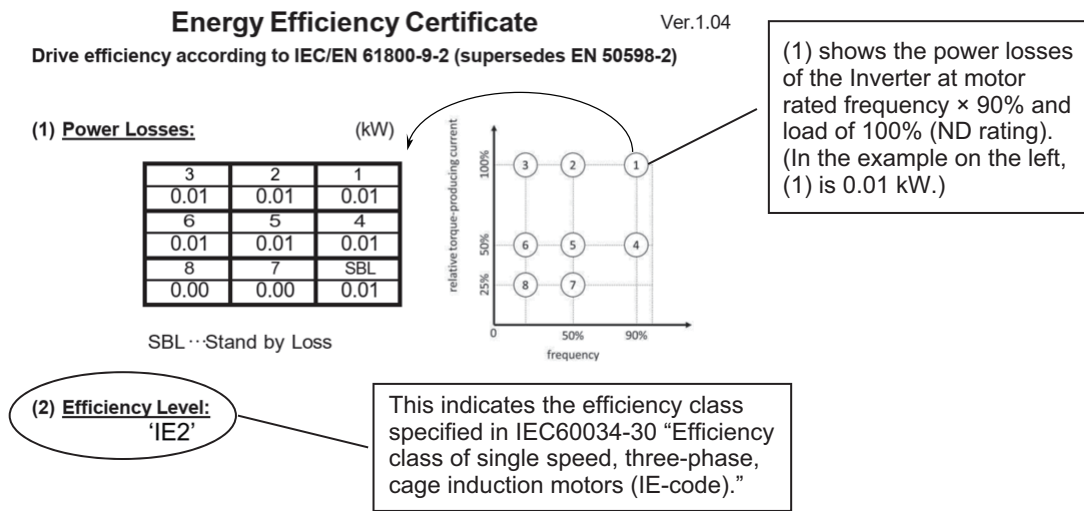 Energy Efficiency Certificate
Ver.1.04
Drive efficiency according to IEC/EN 61800-9-2 (supersedes EN 50598-2)
(1) Power Losses:
(kW)
3 2 1
0.01 0.01 0.01
6 5 4
0.01 0.01 0.01
8 7 SBL
0.00 0.00 0.01
SBL ⋯Stand by Loss
relative torque-producing current
100%
50%
25%
3 2 1
6 5 4
8 7
0 50% 90%
frequency
(1) shows the power losses
of the Inverter at motor
rated frequency × 90% and
load of 100% (ND rating).
(In the example on the left,
(1) is 0.01 kW.)
(2) Efficiency Level:
‘IE2’
This indicates the efficiency class
specified in IEC60034-30 “Efficiency
class of single speed, three-phase,
cage induction motors (IE-code).”